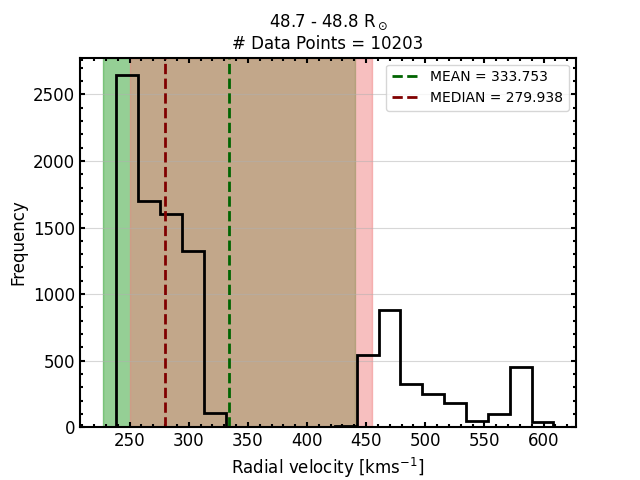 48.7 - 48.8 R⊙
# Data Points = 10203
MEAN = 333.753
MEDIAN = 279.938
Frequency
2500
2000
1500
1000
500
0
250 300 350 400 450 500 550 600
Radial velocity [kms⁻¹]